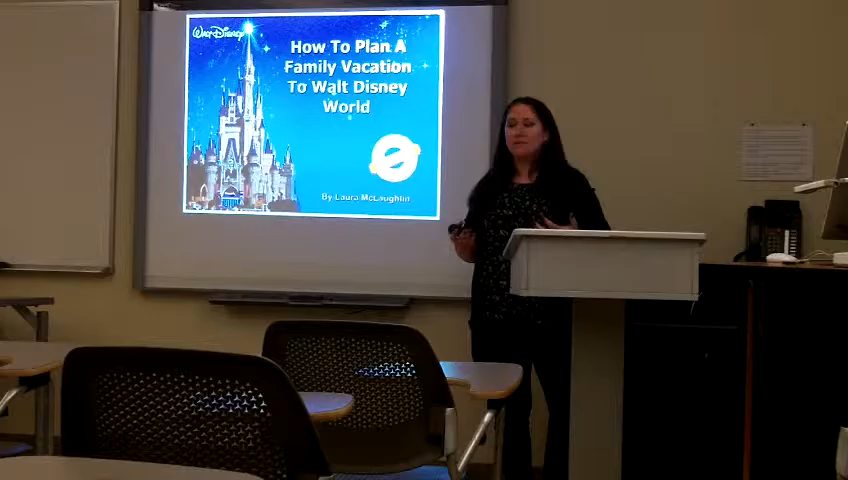 Walt Disney
How To Plan A
Family Vacation
To Walt Disney
World
By Laura McLaughlin